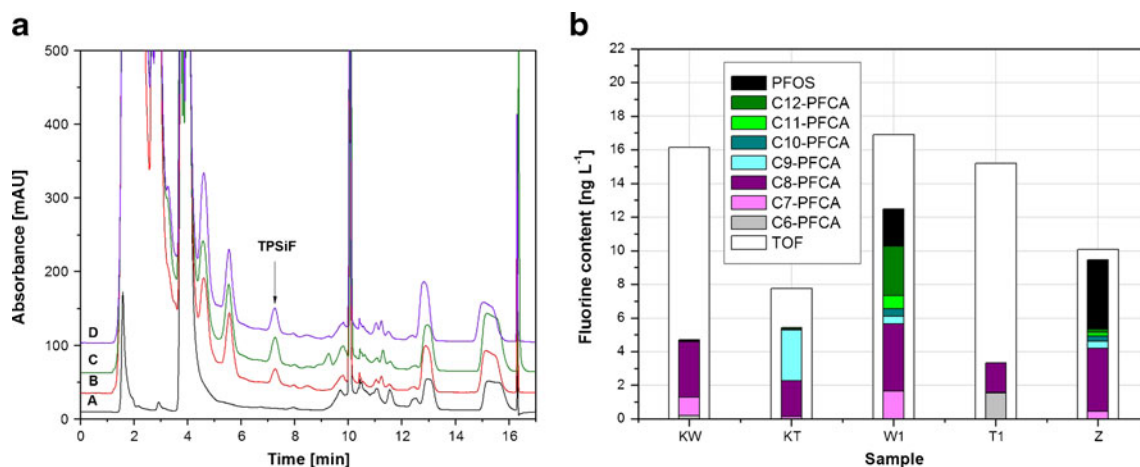 a
500
400
300
200
100
0
Absorbance [mAU]
TPSiF
D
C
B
A
0 2 4 6 8 10 12 14 16
Time [min]
b
22
20
18
16
14
12
10
8
6
4
2
0
Fluorine content [ng L⁻¹]
PFOS
C12-PFCA
C11-PFCA
C10-PFCA
C9-PFCA
C8-PFCA
C7-PFCA
C6-PFCA
TOF
KW KT W1 T1 Z
Sample